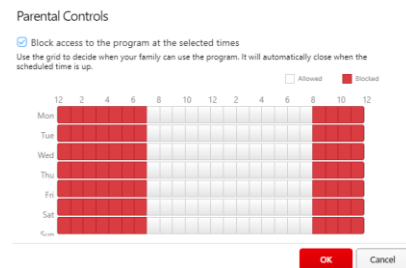 Parental Controls
Block access to the program at the selected times
Use the grid to decide when your family can use the program. It will automatically close when the
scheduled time is up.
Allowed Blocked
12 2 4 6 8 10 12 2 4 6 8 10 12
Mon
Tue
Wed
Thu
Fri
Sat
Sun
OK Cancel